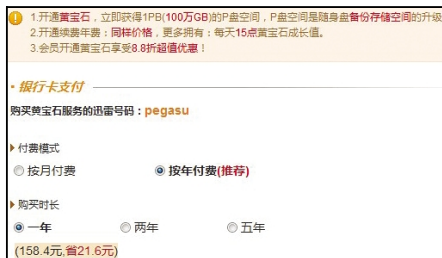 1.开通黄宝石，立即获得1PB(100万GB)的P盘空间，P盘空间是随身盘备份存储空间的升级
2.开通续费年费：同样价格，更多拥有：每天15点黄宝石成长值。
3.会员开通黄宝石享受8.8折超值优惠！
银行卡支付
购买黄宝石服务的迅雷号码：pegasu
付费模式
按月付费 按年付费(推荐)
购买时长
一年 两年 五年
(158.4元,省21.6元)